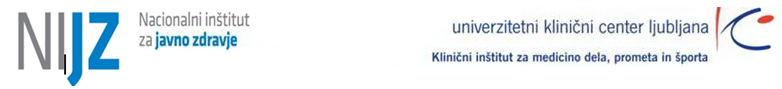 NIJZ
Nacionalni inštitut
za javno zdravje
univerzitetni klinični center ljubljana
Klinični inštitut za medicino dela, prometa in športa